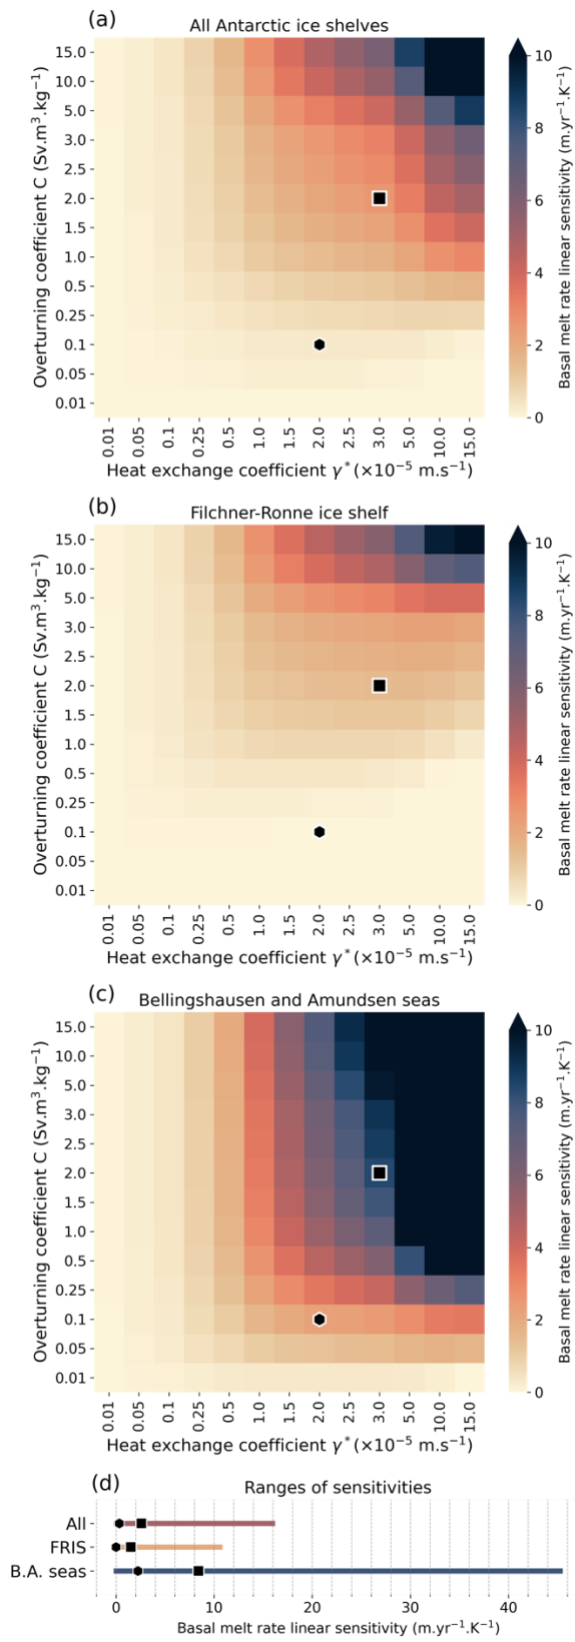 (a)
All Antarctic ice shelves
Overturning coefficient C (Sv.m³.kg⁻¹)
15.0
10.0
5.0
3.0
2.5
2.0
1.5
1.0
0.5
0.25
0.1
0.05
0.01
0.01 0.05 0.1 0.25 0.5 1.0 1.5 2.0 2.5 3.0 5.0 10.0 15.0
Heat exchange coefficient γ* (×10⁻⁵ m.s⁻¹)
10
8
6
4
2
0
Basal melt rate linear sensitivity (m.yr⁻¹.K⁻¹)
(b)
Filchner-Ronne ice shelf
Overturning coefficient C (Sv.m³.kg⁻¹)
15.0
10.0
5.0
3.0
2.5
2.0
1.5
1.0
0.5
0.25
0.1
0.05
0.01
0.01 0.05 0.1 0.25 0.5 1.0 1.5 2.0 2.5 3.0 5.0 10.0 15.0
Heat exchange coefficient γ* (×10⁻⁵ m.s⁻¹)
10
8
6
4
2
0
Basal melt rate linear sensitivity (m.yr⁻¹.K⁻¹)
(c)
Bellingshausen and Amundsen seas
Overturning coefficient C (Sv.m³.kg⁻¹)
15.0
10.0
5.0
3.0
2.5
2.0
1.5
1.0
0.5
0.25
0.1
0.05
0.01
0.01 0.05 0.1 0.25 0.5 1.0 1.5 2.0 2.5 3.0 5.0 10.0 15.0
Heat exchange coefficient γ* (×10⁻⁵ m.s⁻¹)
10
8
6
4
2
0
Basal melt rate linear sensitivity (m.yr⁻¹.K⁻¹)
(d)
Ranges of sensitivities
All
FRIS
B.A. seas
0 10 20 30 40
Basal melt rate linear sensitivity (m.yr⁻¹.K⁻¹)